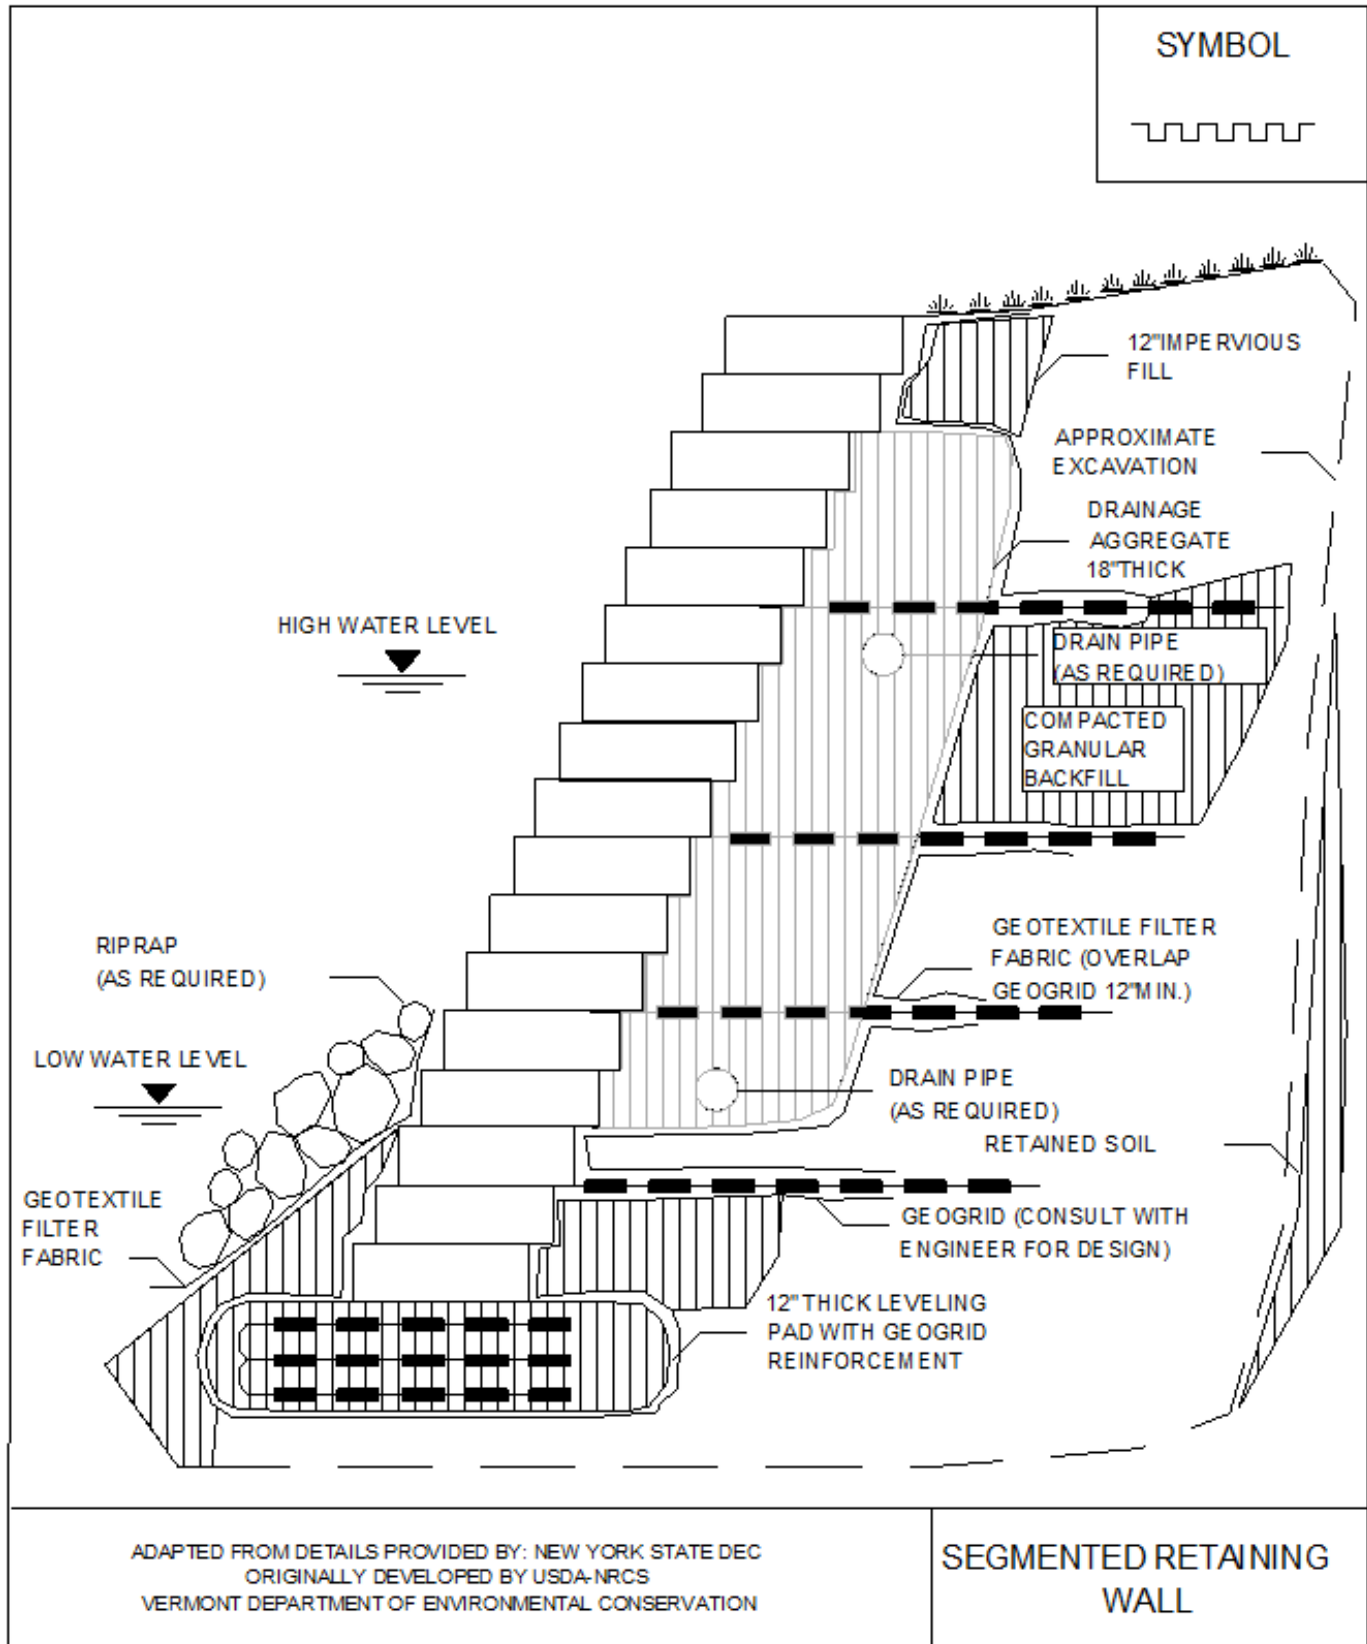 SYMBOL
12"IMPERVIOUS
FILL
APPROXIMATE
EXCAVATION
DRAINAGE
AGGREGATE
18"THICK
HIGH WATER LEVEL
DRAIN PIPE
(AS REQUIRED)
COMPACTED
GRANULAR
BACKFILL
RIPRAP
(AS REQUIRED)
GEOTEXTILE FILTER
FABRIC (OVERLAP
GEOGRID 12"MIN.)
LOW WATER LEVEL
DRAIN PIPE
(AS REQUIRED)
RETAINED SOIL
GEOTEXTILE
FILTER
FABRIC
GEOGRID (CONSULT WITH
ENGINEER FOR DESIGN)
12" THICK LEVELING
PAD WITH GEOGRID
REINFORCEMENT
ADAPTED FROM DETAILS PROVIDED BY: NEW YORK STATE DEC
ORIGINALLY DEVELOPED BY USDA-NRCS
VERMONT DEPARTMENT OF ENVIRONMENTAL CONSERVATION
SEGMENTED RETAINING
WALL